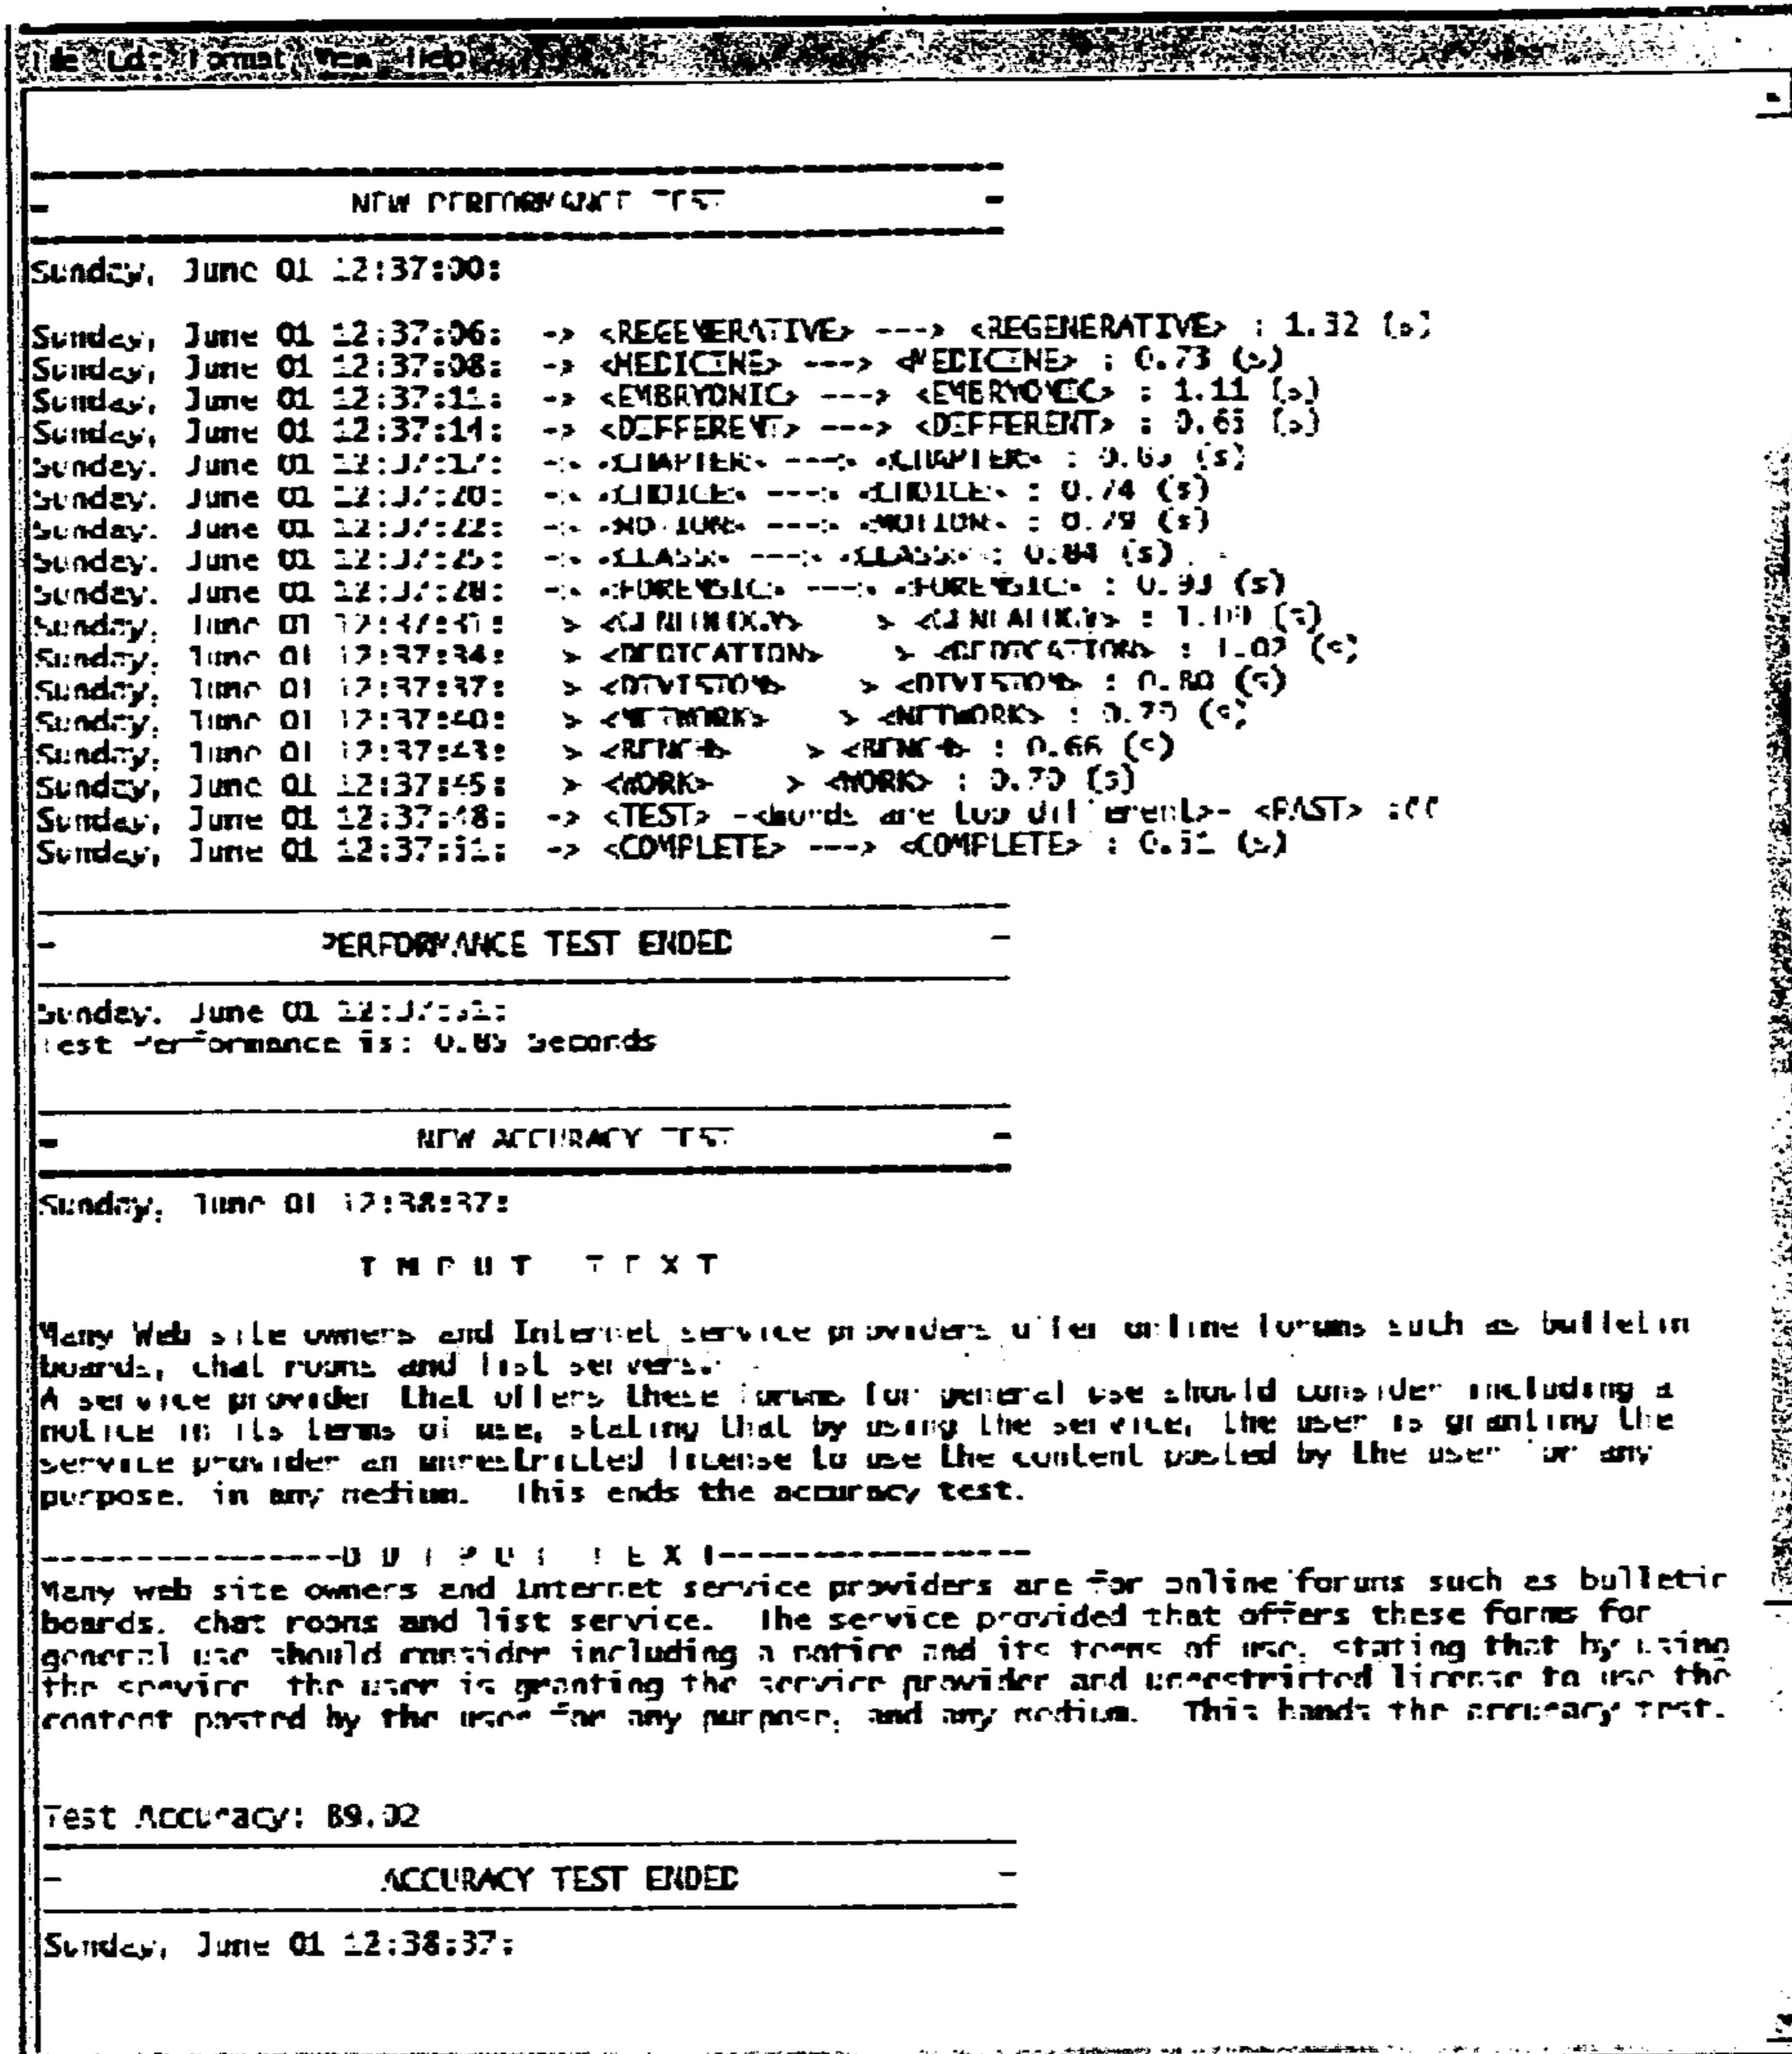 File Edit Format View Help
NEW PERFORMANCE TEST
Sunday, June 01 12:37:00:
Sunday, June 01 12:37:06: -> <REGENERATIVE> ---> <REGENERATIVE> : 1.32 (s)
Sunday, June 01 12:37:08: -> <MEDICINE> ---> <MEDICINE> : 0.73 (s)
Sunday, June 01 12:37:11: -> <EMBRYONIC> ---> <EMBRYONIC> : 1.11 (s)
Sunday, June 01 12:37:14: -> <DIFFERENT> ---> <DIFFERENT> : (s)
Sunday, June 01 12:37:17: -> <CHAPTER> ---> <CHAPTER> : (s)
Sunday, June 01 12:37:20: -> <CHOICE> ---> <CHOICE> : 0.74 (s)
Sunday, June 01 12:37:22: -> <MOTION> ---> <MOTION> : 0.79 (s)
Sunday, June 01 12:37:25: -> <CLASS> ---> <CLASS> : 0.84 (s)
Sunday, June 01 12:37:28: -> <FORENSIC> ---> <FORENSIC> : 0.93 (s)
Sunday, June 01 12:37:31: > <GENEALOGY> > <GENEALOGY> : (s)
Sunday, June 01 12:37:34: > <DEDICATION> > <DEDICATION> : 1.02 (s)
Sunday, June 01 12:37:37: > <DIVISION> > <DIVISION> : 0.80 (s)
Sunday, June 01 12:37:40: > <NETWORK> > <NETWORK> : 0.70 (s)
Sunday, June 01 12:37:43: > <BENCH> > <BENCH> : 0.66 (s)
Sunday, June 01 12:37:45: > <WORK> > <WORK> : 0.70 (s)
Sunday, June 01 12:37:48: -> <TEST> -<words are too different>- <PAST> :((
Sunday, June 01 12:37:51: -> <COMPLETE> ---> <COMPLETE> : 0.51 (s)
PERFORMANCE TEST ENDED
Sunday, June 01 12:37:51:
Test Performance is: 0.85 Seconds
NEW ACCURACY TEST
Sunday, June 01 12:38:37:
I N P U T T E X T
Many Web site owners and Internet service providers offer online forums such as bulletin
boards, chat rooms and list servers.
A service provider that offers these forums for general use should consider including a
notice in its terms of use, stating that by using the service, the user is granting the
service provider an unrestricted license to use the content posted by the user for any
purpose, in any medium. This ends the accuracy test.
----------------O U T P U T T E X T-----------------
Many web site owners and Internet service providers are for online forums such as bulletin
boards, chat rooms and list service. The service provided that offers these forms for
general use should consider including a notice and its terms of use, stating that by using
the service the user is granting the service provider and unrestricted license to use the
content posted by the user for any purpose, and any medium. This hands the accuracy test.
Test Accuracy: 89.02
ACCURACY TEST ENDED
Sunday, June 01 12:38:37: